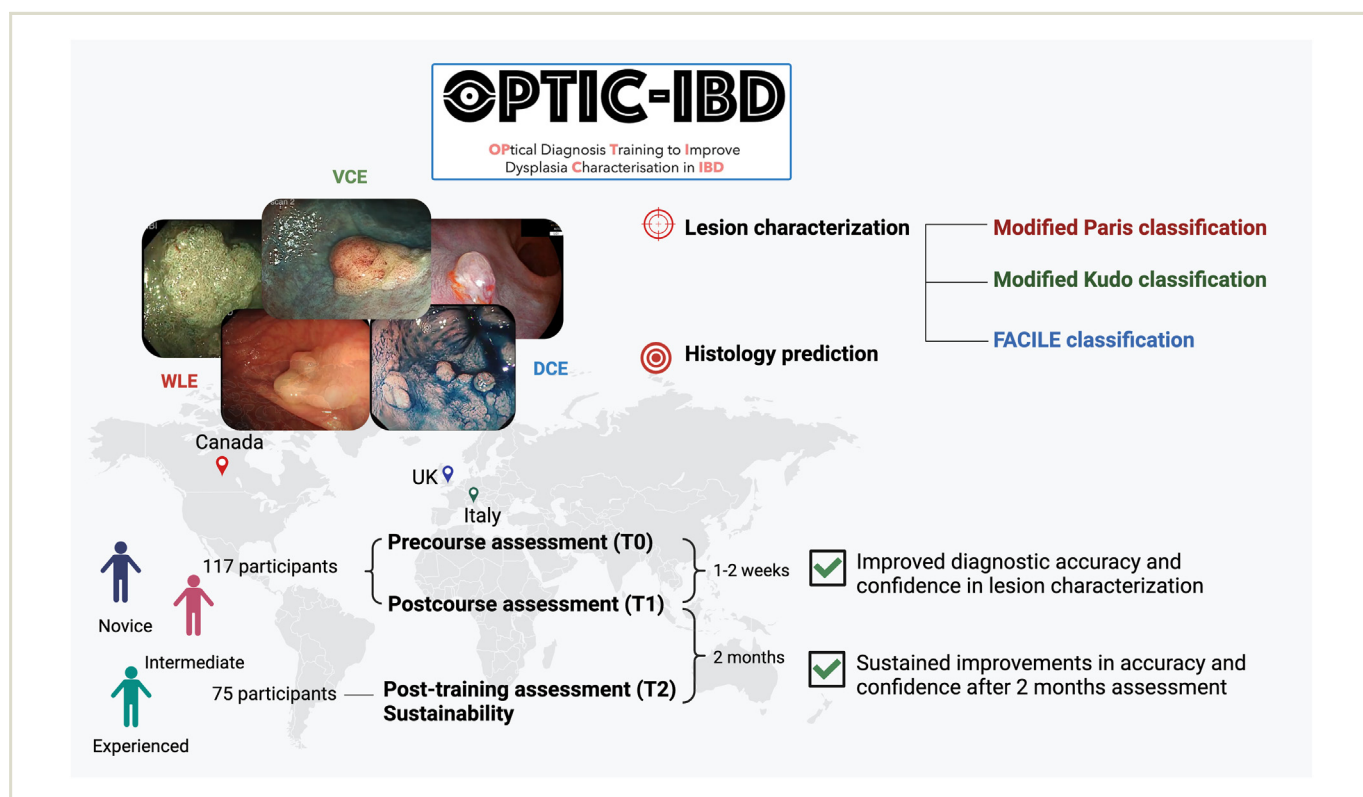 OPTIC-IBD
OPtical Diagnosis Training to Improve
Dysplasia Characterisation in IBD
VCE
scan 2
WLE
DCE
Lesion characterization
Modified Paris classification
Modified Kudo classification
FACILE classification
Histology prediction
Canada
UK
Italy
Novice
Intermediate
Experienced
117 participants
Precourse assessment (T0)
Postcourse assessment (T1)
1-2 weeks
Improved diagnostic accuracy and
confidence in lesion characterization
75 participants
Post-training assessment (T2)
Sustainability
2 months
Sustained improvements in accuracy and
confidence after 2 months assessment